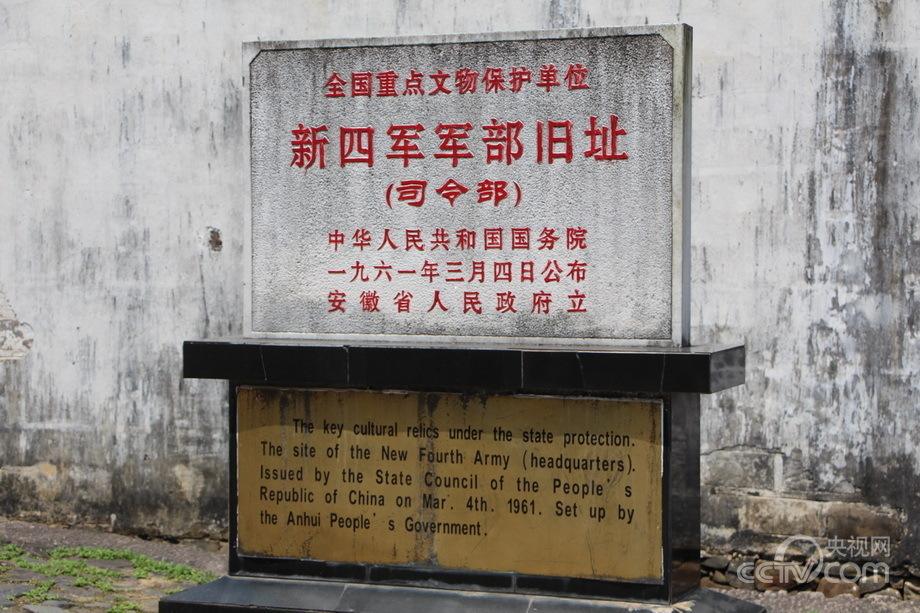 全国重点文物保护单位
新四军军部旧址
(司令部)
中华人民共和国国务院
一九六一年三月四日公布
安徽省人民政府立
The key cultural relics under the state protection.
The site of the New Fourth Army (headquarters).
Issued by the State Council of the People's
Republic of China on Mar. 4th. 1961. Set up by
the Anhui People's Government.
央视网
cctv.com